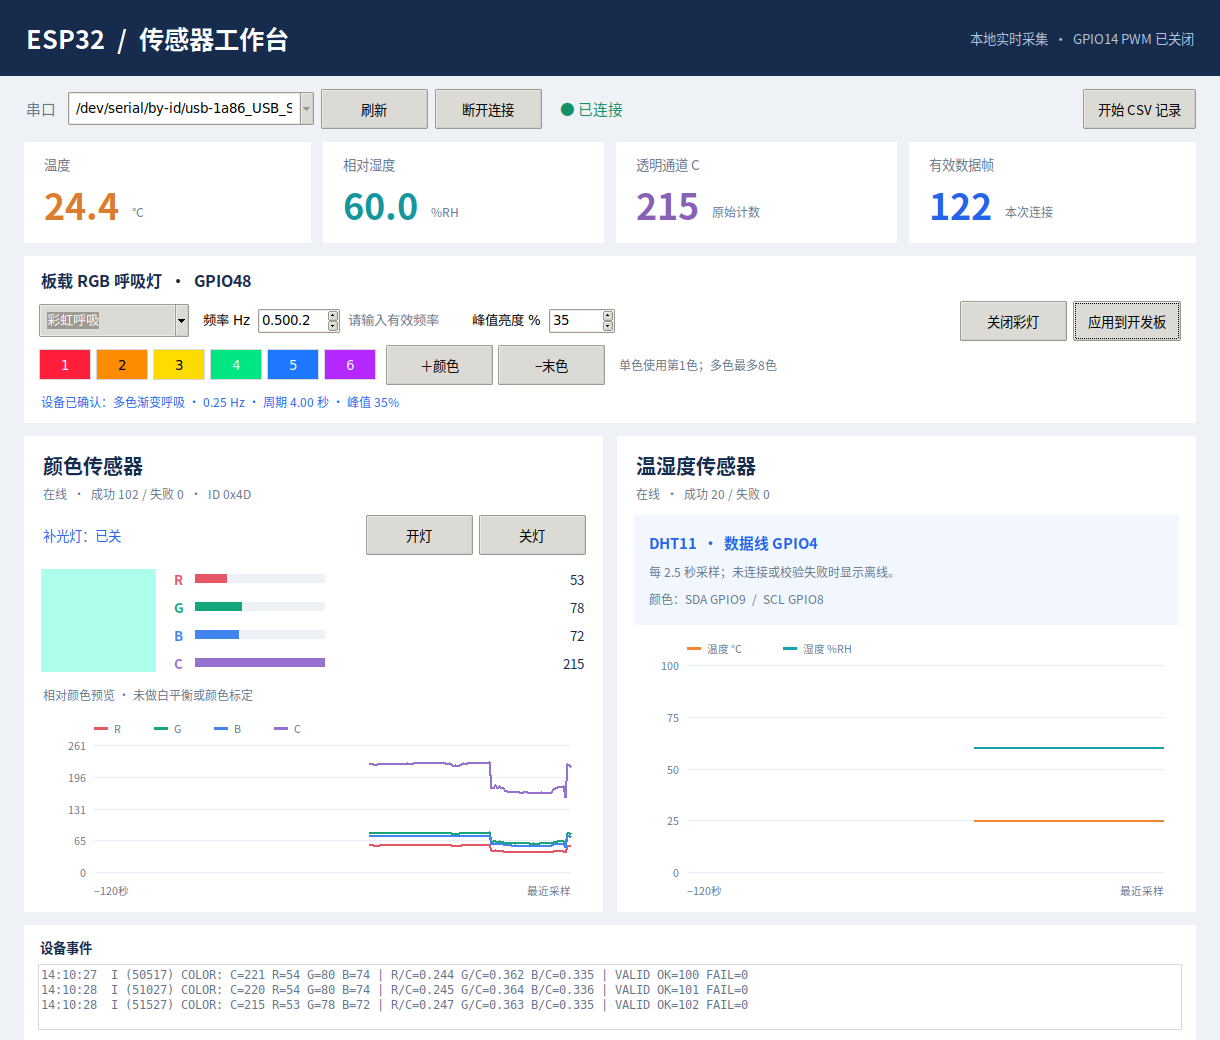 ESP32 / 传感器工作台
本地实时采集 · GPIO14 PWM 已关闭
串口 /dev/serial/by-id/usb-1a86_USB_S 刷新 断开连接 ● 已连接 开始 CSV 记录
温度 相对湿度 透明通道 C 有效数据帧
24.4 °C 60.0 %RH 215 原始计数 122 本次连接
板载 RGB 呼吸灯 · GPIO48
彩虹呼吸 频率 Hz 0.500.2 请输入有效频率 峰值亮度 % 35 关闭彩灯 应用到开发板
1 2 3 4 5 6 ＋颜色 −末色 单色使用第1色；多色最多8色
设备已确认：多色渐变呼吸 · 0.25 Hz · 周期 4.00 秒 · 峰值 35%
颜色传感器
在线 · 成功 102 / 失败 0 · ID 0x4D
补光灯：已关 开灯 关灯
R 53
G 78
B 72
C 215
相对颜色预览 · 未做白平衡或颜色标定
R G B C
261
196
131
65
0
−120秒 最近采样
温湿度传感器
在线 · 成功 20 / 失败 0
DHT11 · 数据线 GPIO4
每 2.5 秒采样；未连接或校验失败时显示离线。
颜色：SDA GPIO9 / SCL GPIO8
温度 °C 湿度 %RH
100
75
50
25
0
−120秒 最近采样
设备事件
14:10:27 I (50517) COLOR: C=221 R=54 G=80 B=74 | R/C=0.244 G/C=0.362 B/C=0.335 | VALID OK=100 FAIL=0
14:10:28 I (51027) COLOR: C=220 R=54 G=80 B=74 | R/C=0.245 G/C=0.364 B/C=0.336 | VALID OK=101 FAIL=0
14:10:28 I (51527) COLOR: C=215 R=53 G=78 B=72 | R/C=0.247 G/C=0.363 B/C=0.335 | VALID OK=102 FAIL=0